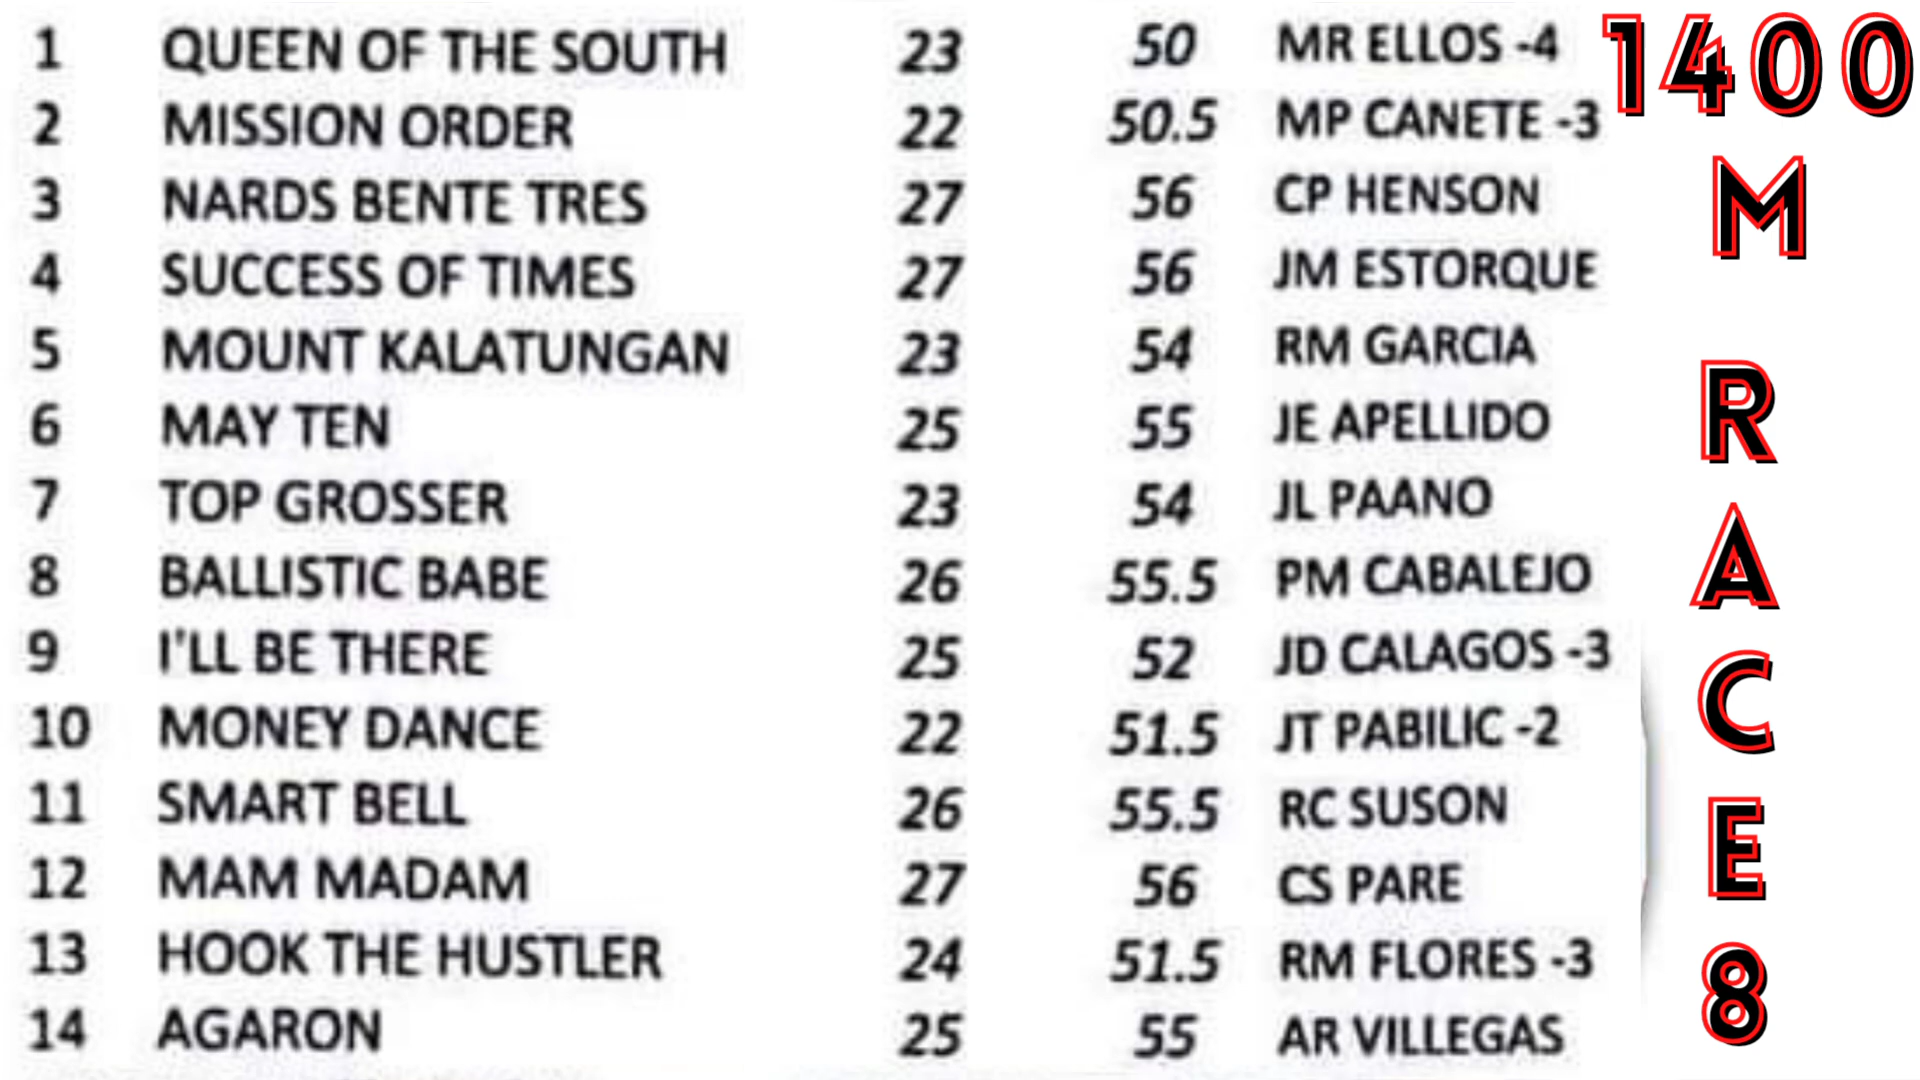 1 QUEEN OF THE SOUTH 23 50 MR ELLOS -4
2 MISSION ORDER 22 50.5 MP CANETE -3
3 NARDS BENTE TRES 27 56 CP HENSON
4 SUCCESS OF TIMES 27 56 JM ESTORQUE
5 MOUNT KALATUNGAN 23 54 RM GARCIA
6 MAY TEN 25 55 JE APELLIDO
7 TOP GROSSER 23 54 JL PAANO
8 BALLISTIC BABE 26 55.5 PM CABALEJO
9 I'LL BE THERE 25 52 JD CALAGOS -3
10 MONEY DANCE 22 51.5 JT PABILIC -2
11 SMART BELL 26 55.5 RC SUSON
12 MAM MADAM 27 56 CS PARE
13 HOOK THE HUSTLER 24 51.5 RM FLORES -3
14 AGARON 25 55 AR VILLEGAS
1400
M
R
A
C
E
8